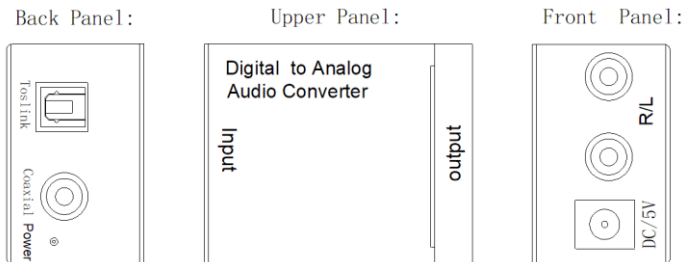 Back Panel:
Upper Panel:
Front Panel:
Toslink
Coaxial Power
Digital to Analog
Audio Converter
Input
output
R/L
DC/5V